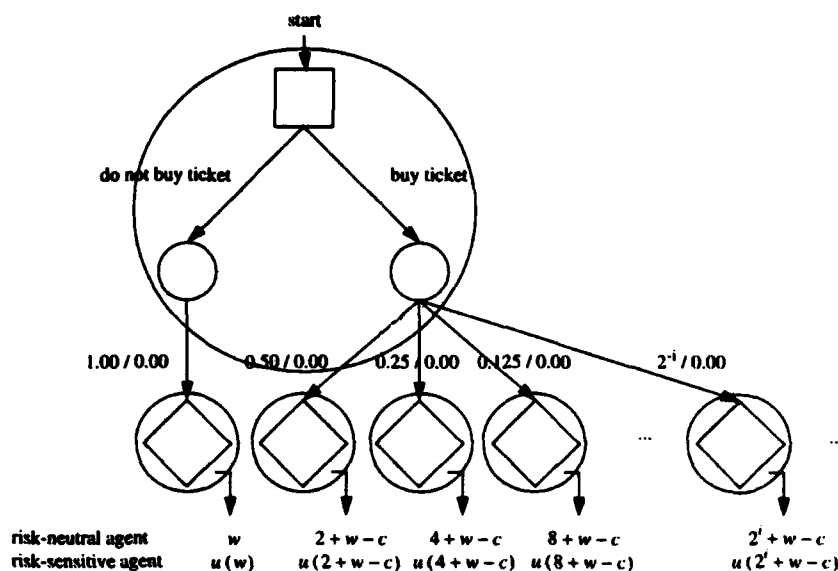 start
do not buy ticket buy ticket
1.00 / 0.00 0.50 / 0.00 0.25 / 0.00 0.125 / 0.00 2^-i / 0.00
... ...
risk-neutral agent w 2 + w – c 4 + w – c 8 + w – c 2^i + w – c
risk-sensitive agent u(w) u(2 + w – c) u(4 + w – c) u(8 + w – c) u(2^i + w – c)